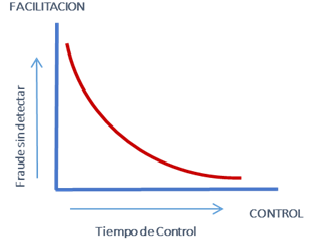 FACILITACION
Fraude sin detectar
CONTROL
Tiempo de Control